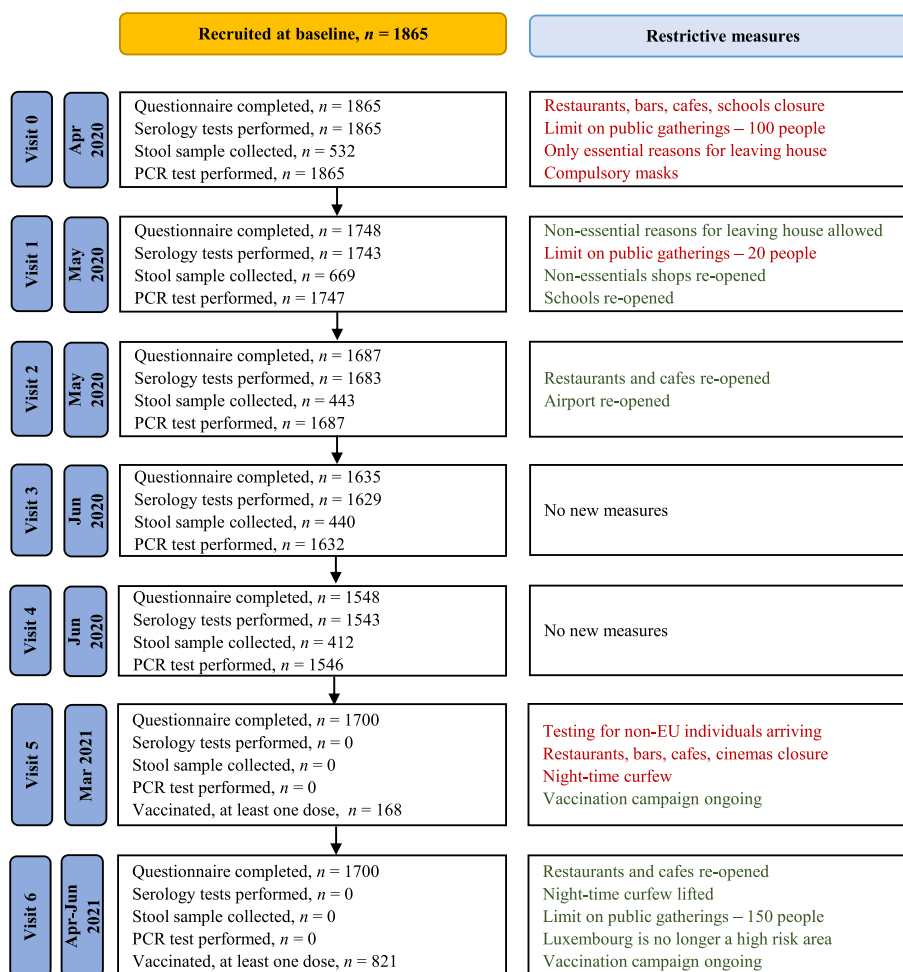 Recruited at baseline, n = 1865
Restrictive measures
Visit 0
Apr
2020
Questionnaire completed, n = 1865
Serology tests performed, n = 1865
Stool sample collected, n = 532
PCR test performed, n = 1865
Restaurants, bars, cafes, schools closure
Limit on public gatherings – 100 people
Only essential reasons for leaving house
Compulsory masks
Visit 1
May
2020
Questionnaire completed, n = 1748
Serology tests performed, n = 1743
Stool sample collected, n = 669
PCR test performed, n = 1747
Non-essential reasons for leaving house allowed
Limit on public gatherings – 20 people
Non-essentials shops re-opened
Schools re-opened
Visit 2
May
2020
Questionnaire completed, n = 1687
Serology tests performed, n = 1683
Stool sample collected, n = 443
PCR test performed, n = 1687
Restaurants and cafes re-opened
Airport re-opened
Visit 3
Jun
2020
Questionnaire completed, n = 1635
Serology tests performed, n = 1629
Stool sample collected, n = 440
PCR test performed, n = 1632
No new measures
Visit 4
Jun
2020
Questionnaire completed, n = 1548
Serology tests performed, n = 1543
Stool sample collected, n = 412
PCR test performed, n = 1546
No new measures
Visit 5
Mar 2021
Questionnaire completed, n = 1700
Serology tests performed, n = 0
Stool sample collected, n = 0
PCR test performed, n = 0
Vaccinated, at least one dose, n = 168
Testing for non-EU individuals arriving
Restaurants, bars, cafes, cinemas closure
Night-time curfew
Vaccination campaign ongoing
Visit 6
Apr-Jun
2021
Questionnaire completed, n = 1700
Serology tests performed, n = 0
Stool sample collected, n = 0
PCR test performed, n = 0
Vaccinated, at least one dose, n = 821
Restaurants and cafes re-opened
Night-time curfew lifted
Limit on public gatherings – 150 people
Luxembourg is no longer a high risk area
Vaccination campaign ongoing